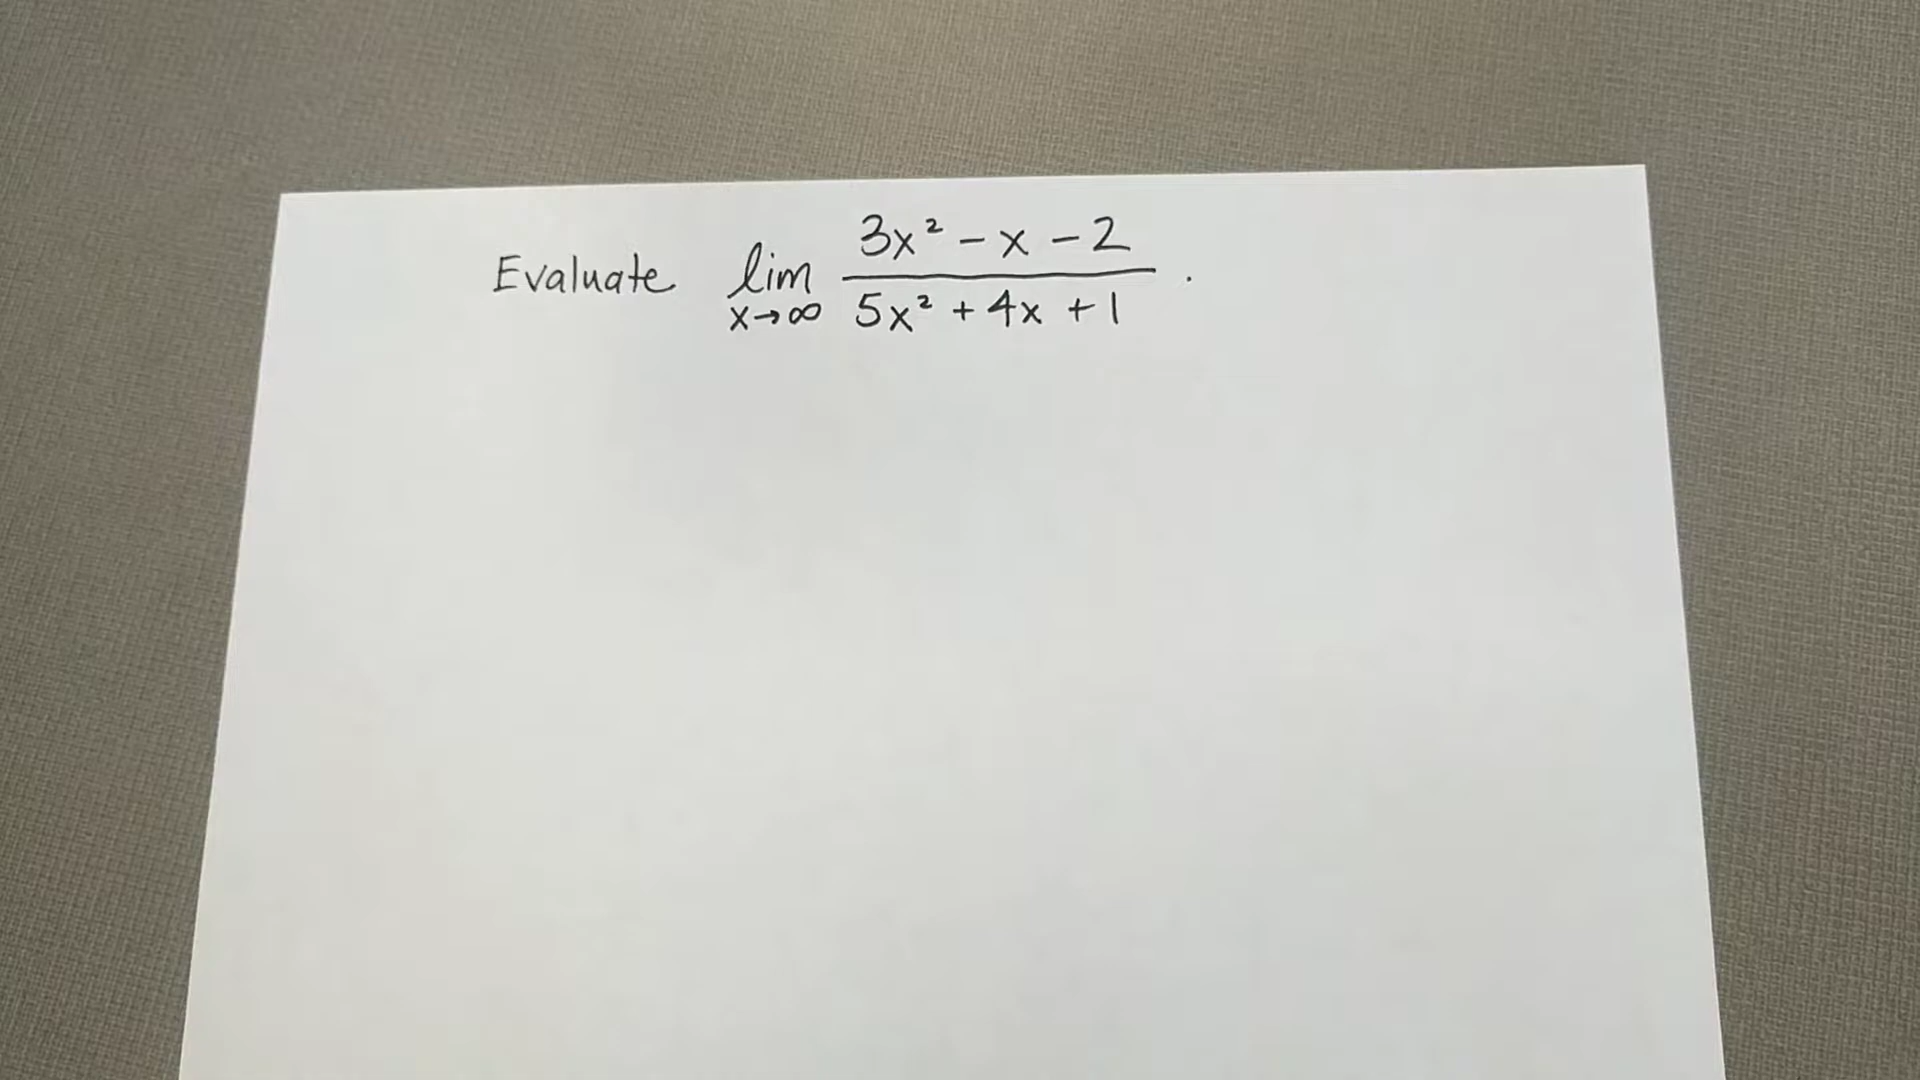 Evaluate lim x→∞ (3x² - x - 2)/(5x² + 4x + 1).